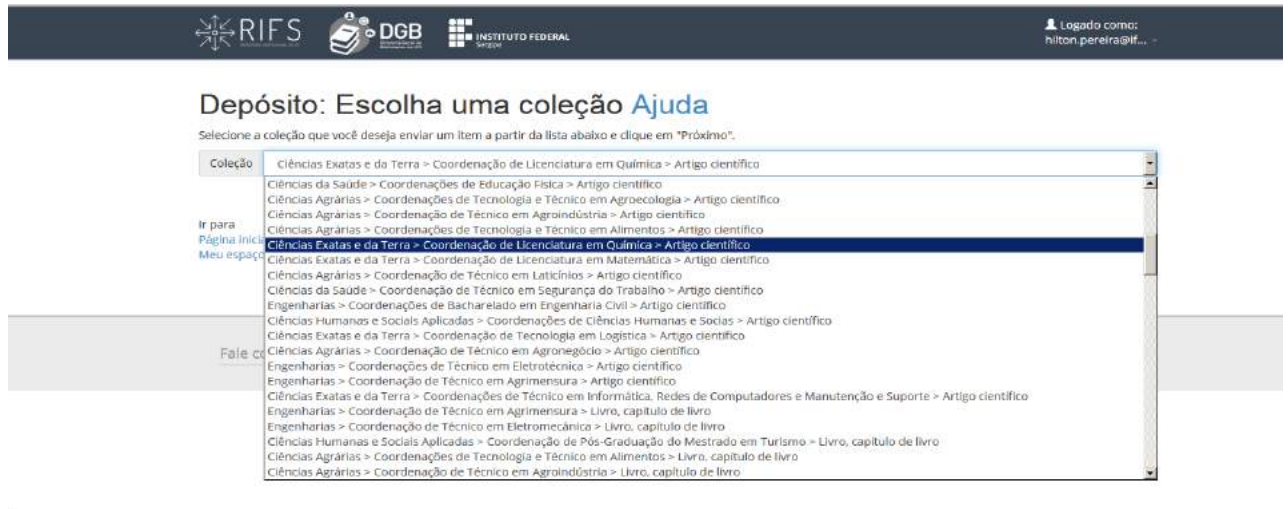 RIFS
DGB
INSTITUTO FEDERAL
Sergipe
Logado como:
hilton.pereira@if...
Depósito: Escolha uma coleção Ajuda
Selecione a coleção que você deseja enviar um item a partir da lista abaixo e clique em "Próximo".
Coleção
Ciências Exatas e da Terra > Coordenação de Licenciatura em Química > Artigo científico
Ciências da Saúde > Coordenações de Educação Física > Artigo científico
Ciências Agrárias > Coordenações de Tecnologia e Técnico em Agroecologia > Artigo científico
Ciências Agrárias > Coordenação de Técnico em Agroindústria > Artigo científico
Ir para
Ciências Agrárias > Coordenações de Tecnologia e Técnico em Alimentos > Artigo científico
Página inicia
Ciências Exatas e da Terra > Coordenação de Licenciatura em Química > Artigo científico
Meu espaço
Ciências Exatas e da Terra > Coordenação de Licenciatura em Matemática > Artigo científico
Ciências Agrárias > Coordenação de Técnico em Laticínios > Artigo científico
Ciências da Saúde > Coordenação de Técnico em Segurança do Trabalho > Artigo científico
Engenharias > Coordenações de Bacharelado em Engenharia Civil > Artigo científico
Ciências Humanas e Sociais Aplicadas > Coordenações de Ciências Humanas e Socias > Artigo científico
Ciências Exatas e da Terra > Coordenação de Tecnologia em Logística > Artigo científico
Fale co
Ciências Agrárias > Coordenação de Técnico em Agronegócio > Artigo científico
Engenharias > Coordenações de Técnico em Eletrotécnica > Artigo científico
Engenharias > Coordenação de Técnico em Agrimensura > Artigo científico
Ciências Exatas e da Terra > Coordenações de Técnico em Informática, Redes de Computadores e Manutenção e Suporte > Artigo científico
Engenharias > Coordenação de Técnico em Agrimensura > Livro, capítulo de livro
Engenharias > Coordenação de Técnico em Eletromecânica > Livro, capítulo de livro
Ciências Humanas e Sociais Aplicadas > Coordenação de Pós-Graduação do Mestrado em Turismo > Livro, capítulo de livro
Ciências Agrárias > Coordenações de Tecnologia e Técnico em Alimentos > Livro, capítulo de livro
Ciências Agrárias > Coordenação de Técnico em Agroindústria > Livro, capítulo de livro